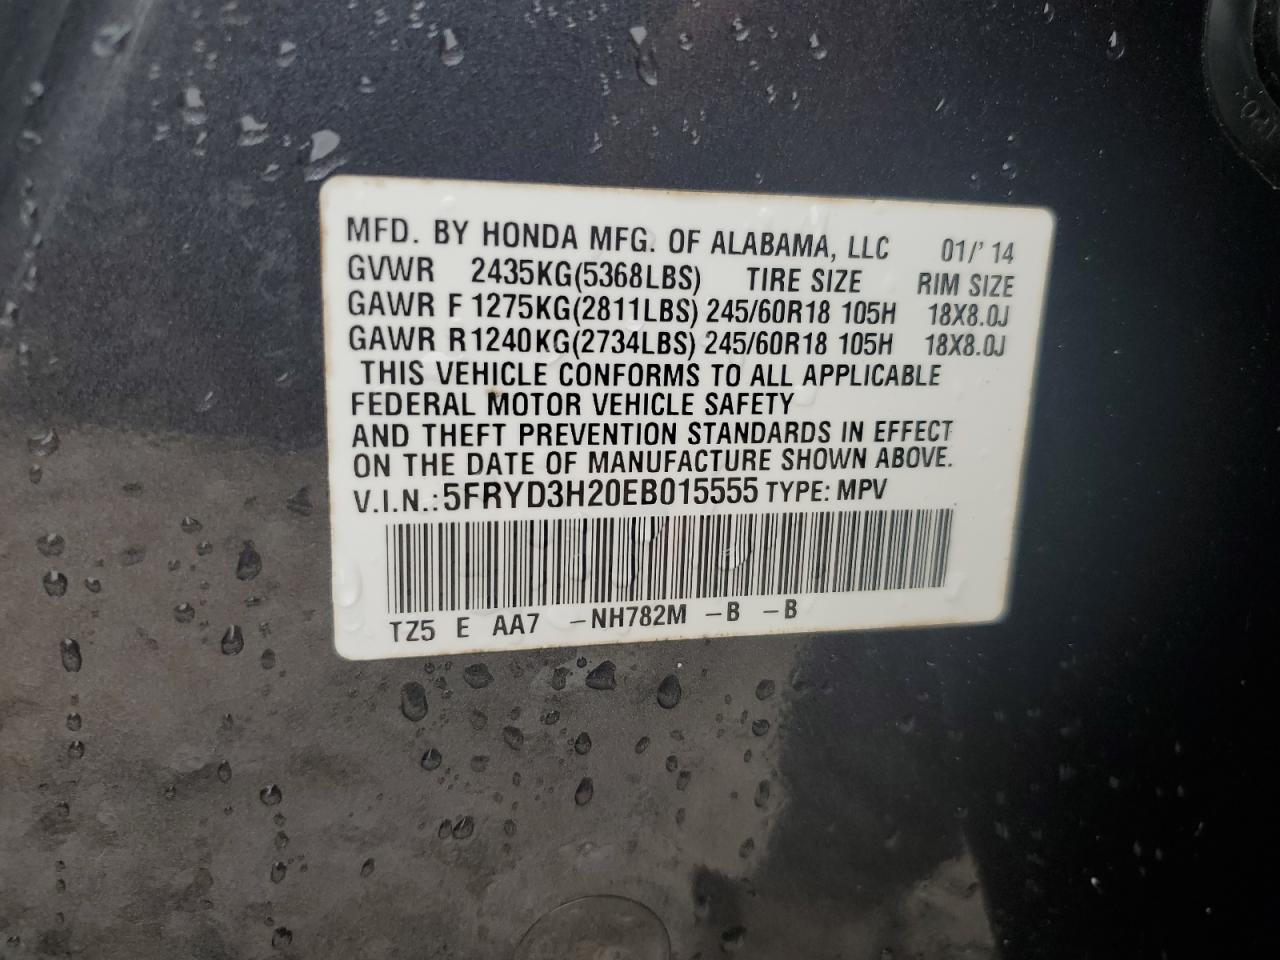 MFD. BY HONDA MFG. OF ALABAMA, LLC 01/' 14
GVWR 2435KG(5368LBS) TIRE SIZE RIM SIZE
GAWR F 1275KG(2811LBS) 245/60R18 105H 18X8.0J
GAWR R 1240KG(2734LBS) 245/60R18 105H 18X8.0J
THIS VEHICLE CONFORMS TO ALL APPLICABLE
FEDERAL MOTOR VEHICLE SAFETY
AND THEFT PREVENTION STANDARDS IN EFFECT
ON THE DATE OF MANUFACTURE SHOWN ABOVE.
V.I.N.: 5FRYD3H20EB015555 TYPE: MPV
TZ5 E AA7 -NH782M -B -B